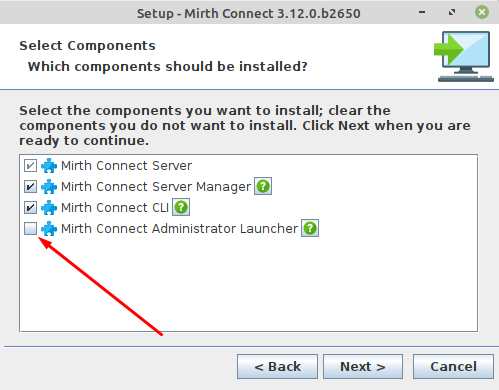 Setup - Mirth Connect 3.12.0.b2650
Select Components
Which components should be installed?
Select the components you want to install; clear the
components you do not want to install. Click Next when you are
ready to continue.
Mirth Connect Server
Mirth Connect Server Manager ?
Mirth Connect CLI ?
Mirth Connect Administrator Launcher ?
< Back Next > Cancel